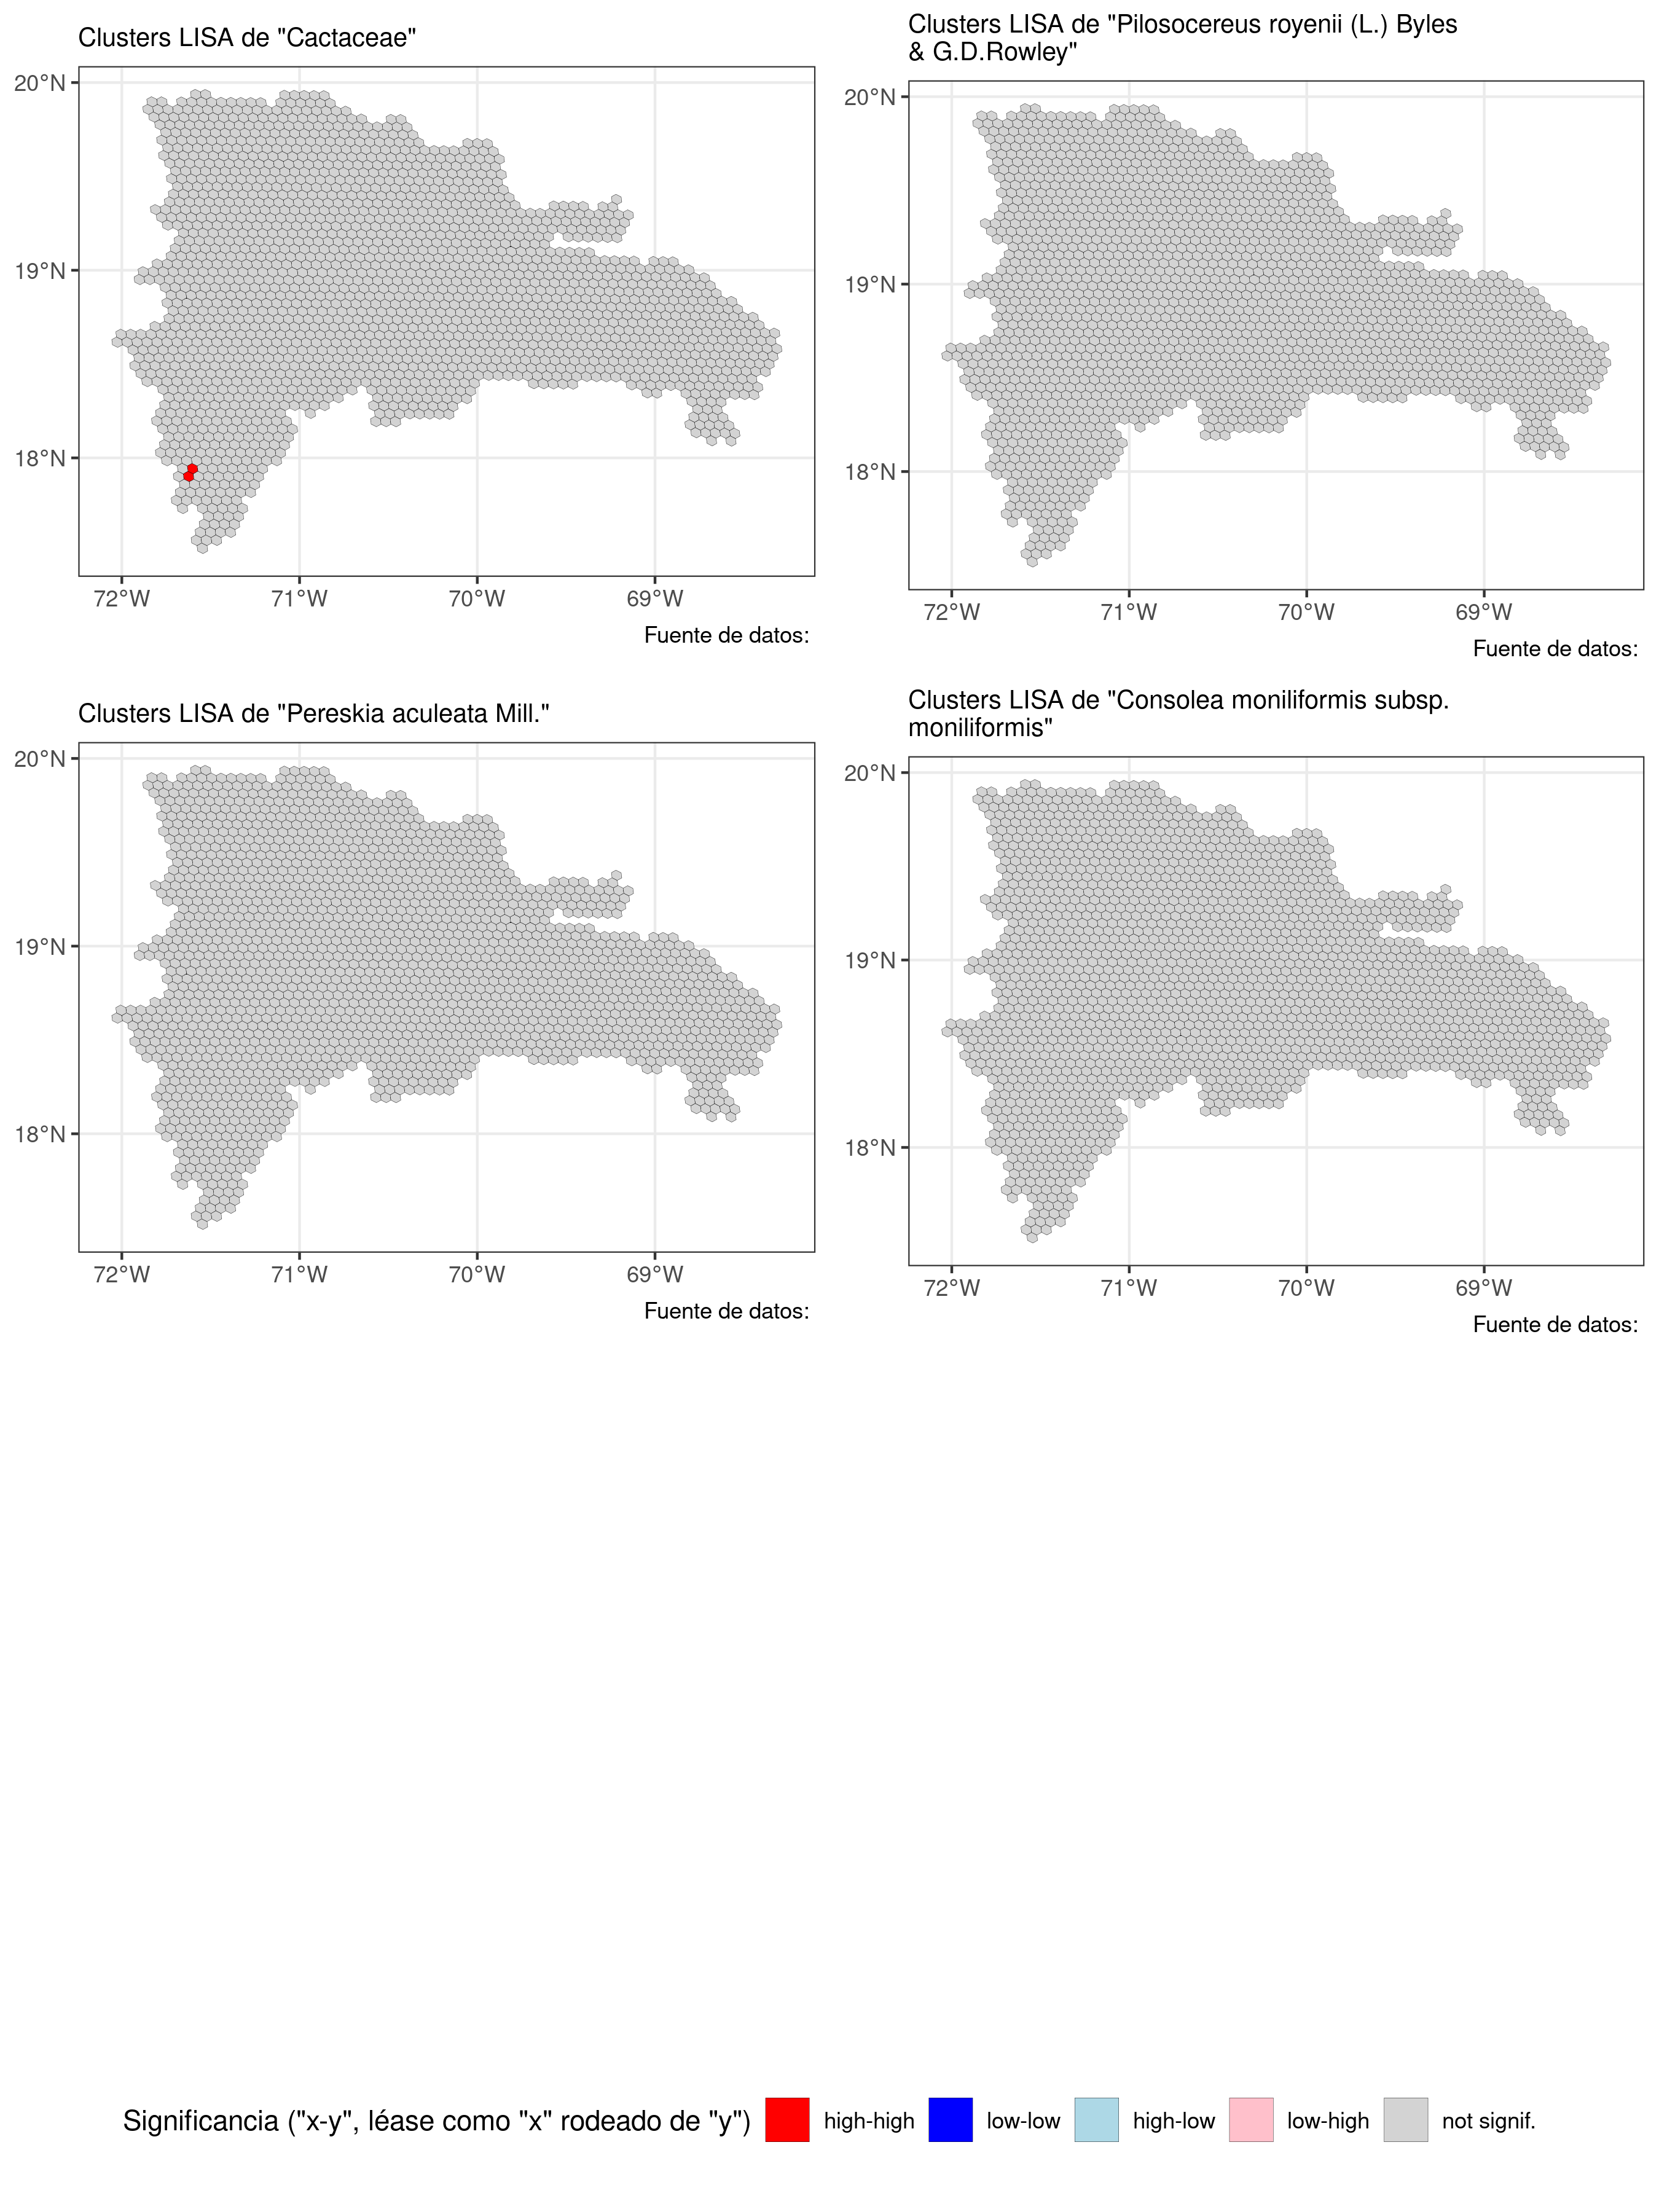 Clusters LISA de "Cactaceae"
20°N
19°N
18°N
72°W 71°W 70°W 69°W
Fuente de datos:
Clusters LISA de "Pilosocereus royenii (L.) Byles
& G.D.Rowley"
20°N
19°N
18°N
72°W 71°W 70°W 69°W
Fuente de datos:
Clusters LISA de "Pereskia aculeata Mill."
20°N
19°N
18°N
72°W 71°W 70°W 69°W
Fuente de datos:
Clusters LISA de "Consolea moniliformis subsp.
moniliformis"
20°N
19°N
18°N
72°W 71°W 70°W 69°W
Fuente de datos:
Significancia ("x-y", léase como "x" rodeado de "y") high-high low-low high-low low-high not signif.